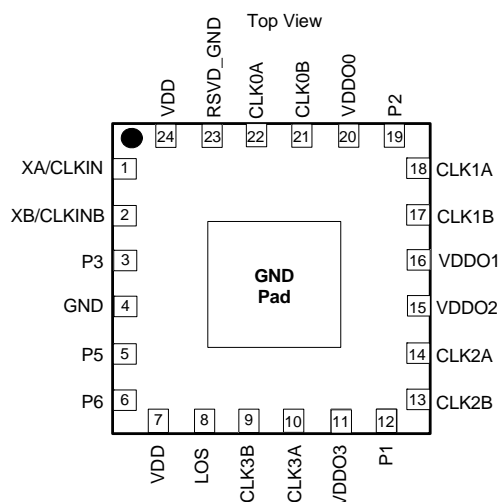 Top View
VDD
RSVD_GND
CLK0A
CLK0B
VDDO0
P2
24
23
22
21
20
19
XA/CLKIN
1
18
CLK1A
XB/CLKINB
2
17
CLK1B
P3
3
16
VDDO1
GND
4
GND
Pad
15
VDDO2
P5
5
14
CLK2A
P6
6
13
CLK2B
7
8
9
10
11
12
VDD
LOS
CLK3B
CLK3A
VDDO3
P1